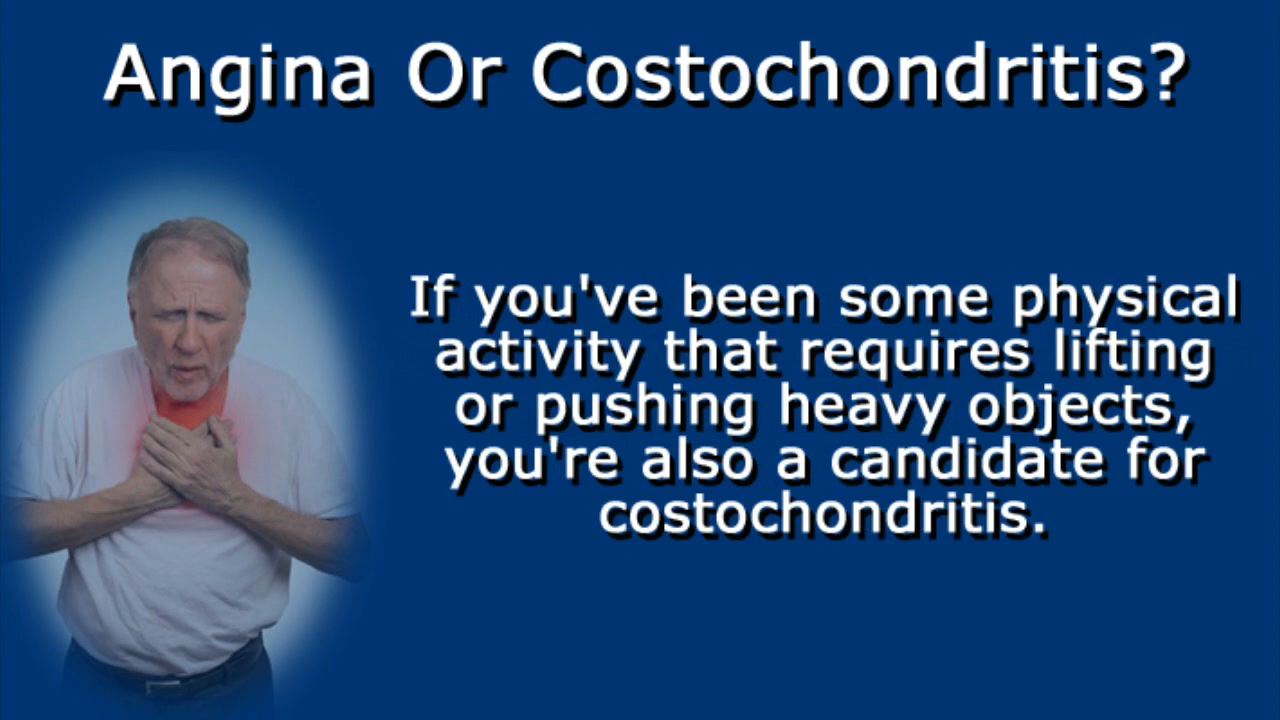 Angina Or Costochondritis?
If you've been some physical
activity that requires lifting
or pushing heavy objects,
you're also a candidate for
costochondritis.